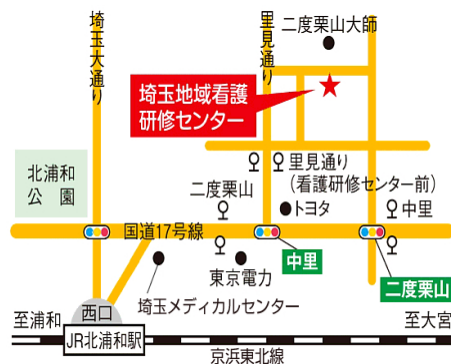 埼玉大通り
里見通り
二度栗山大師
埼玉地域看護
研修センター
北浦和
公園
里見通り
(看護研修センター前)
二度栗山
トヨタ
中里
国道17号線
中里
東京電力
二度栗山
埼玉メディカルセンター
西口
至浦和
至大宮
JR北浦和駅
京浜東北線